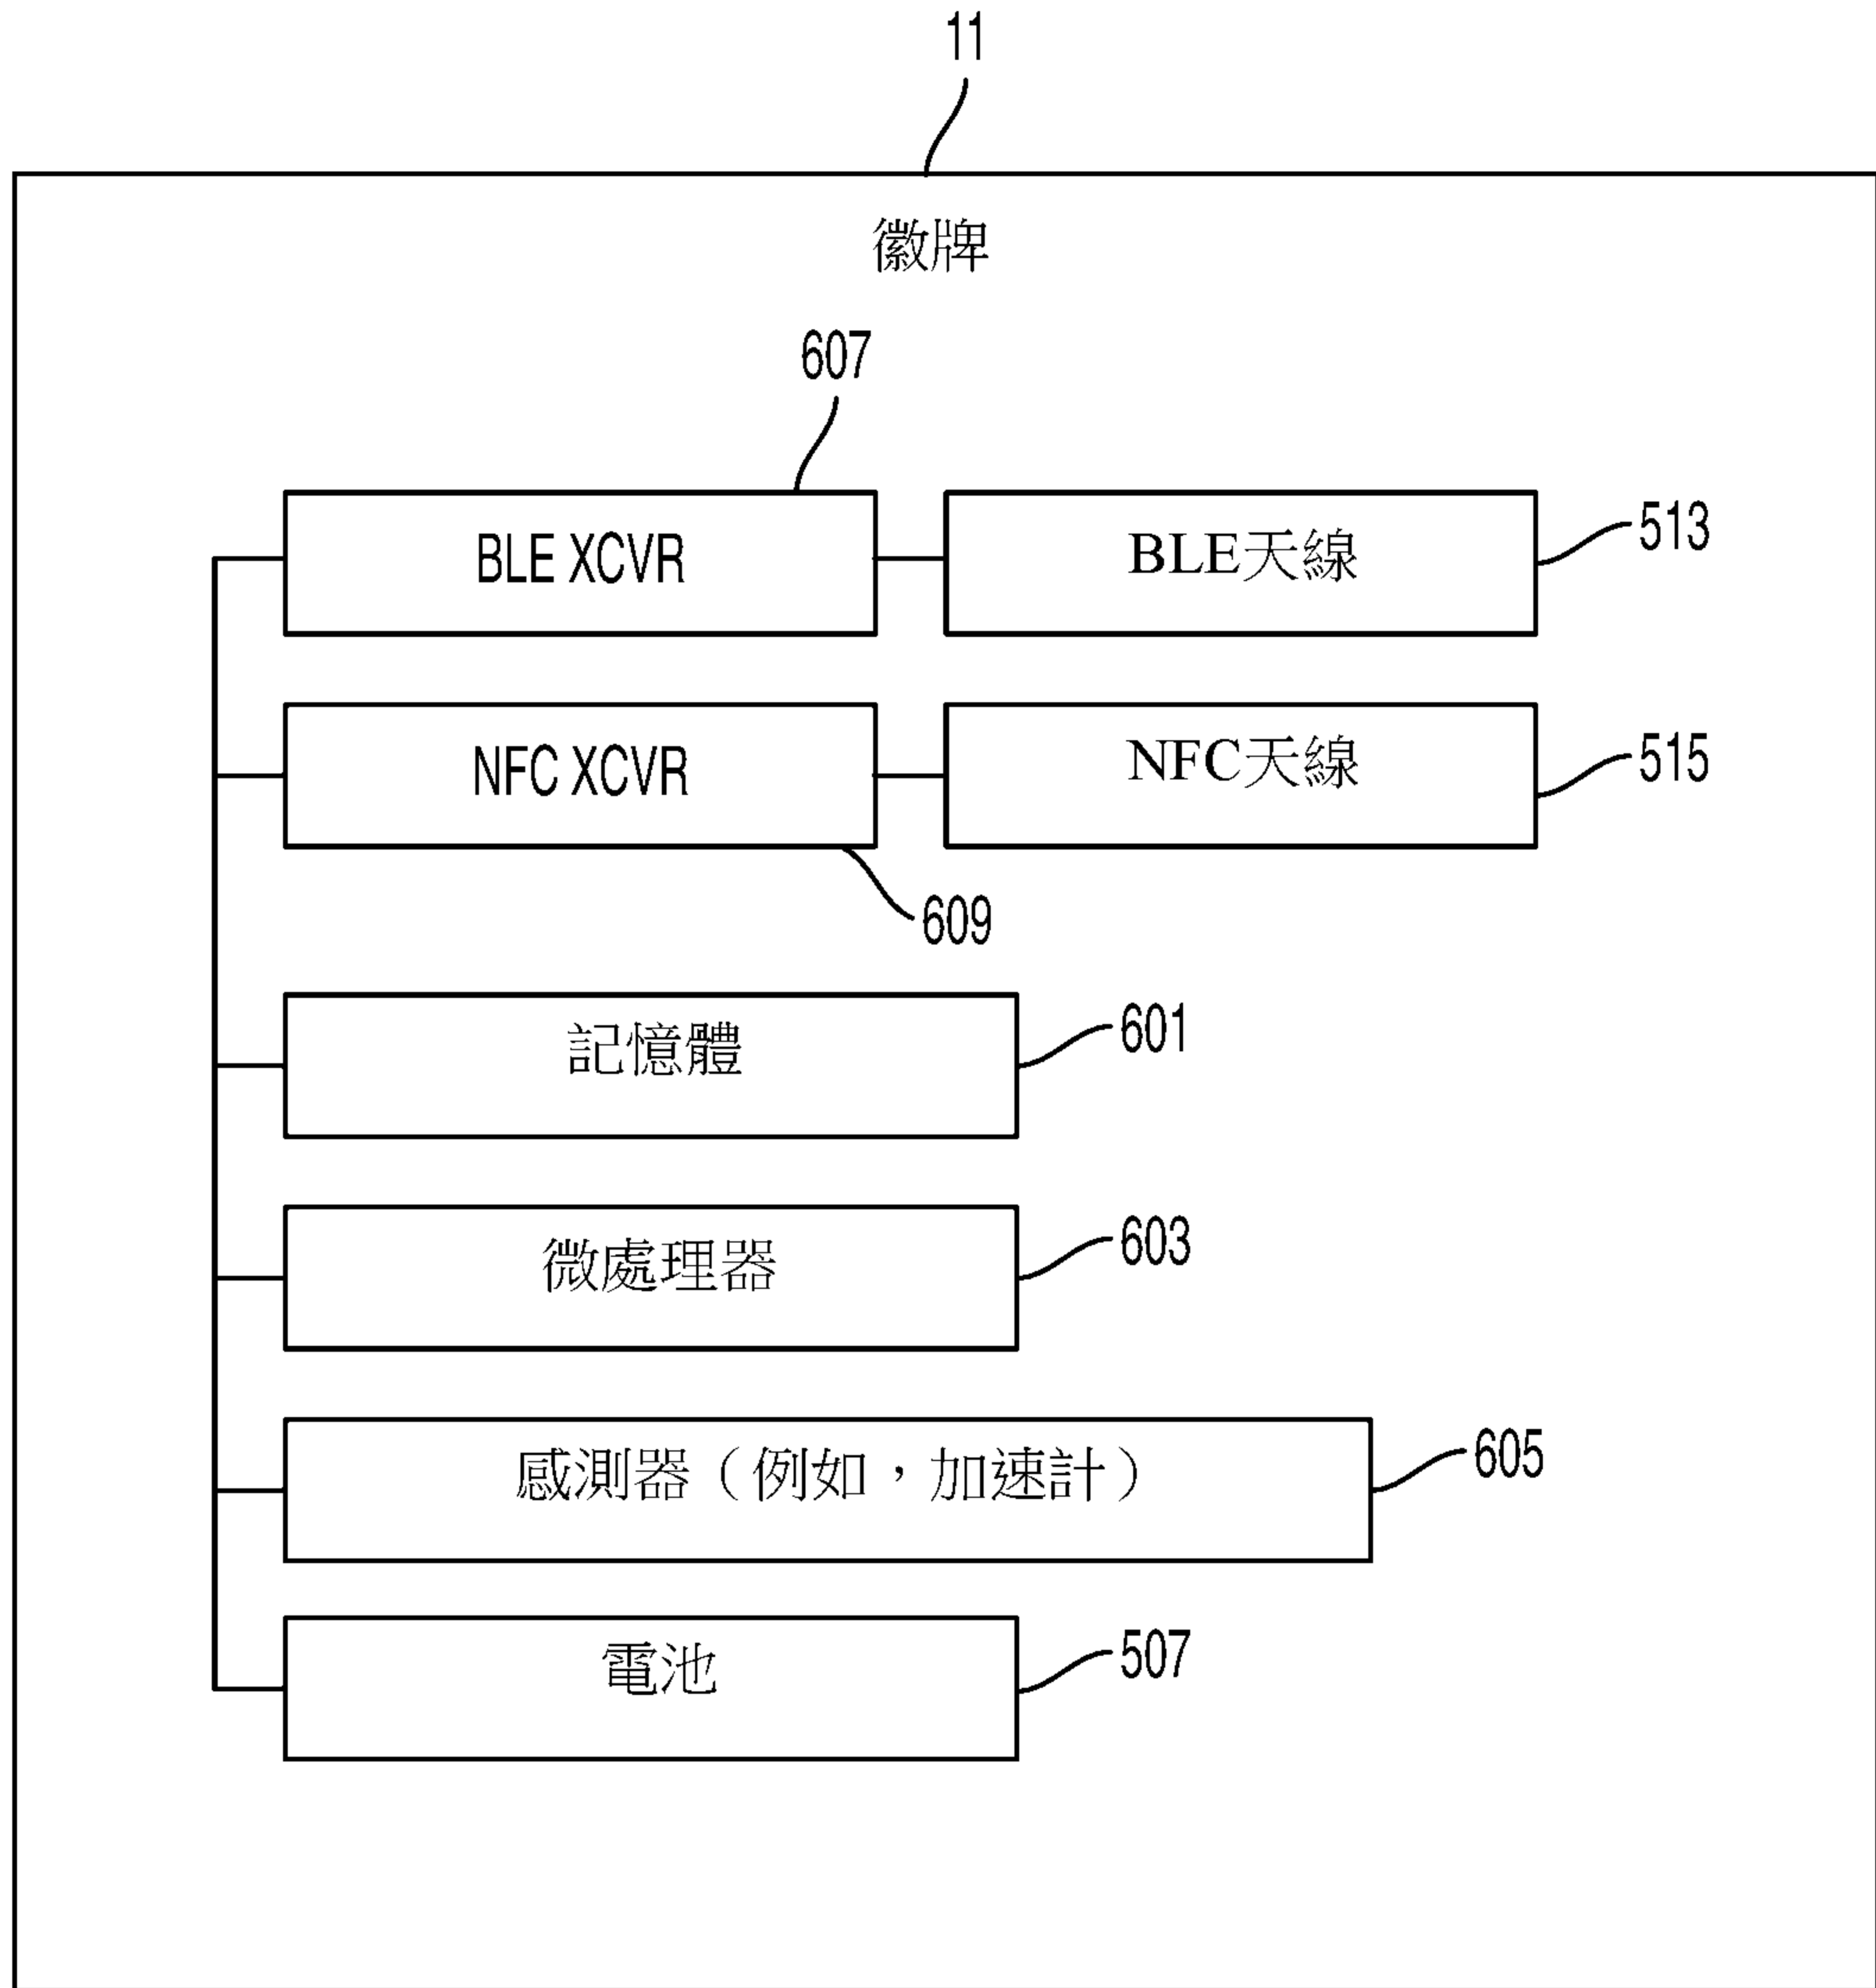 11
徽牌
607
BLE XCVR
BLE天線
513
NFC XCVR
NFC天線
515
609
記憶體
601
微處理器
603
感測器（例如，加速計）
605
電池
507